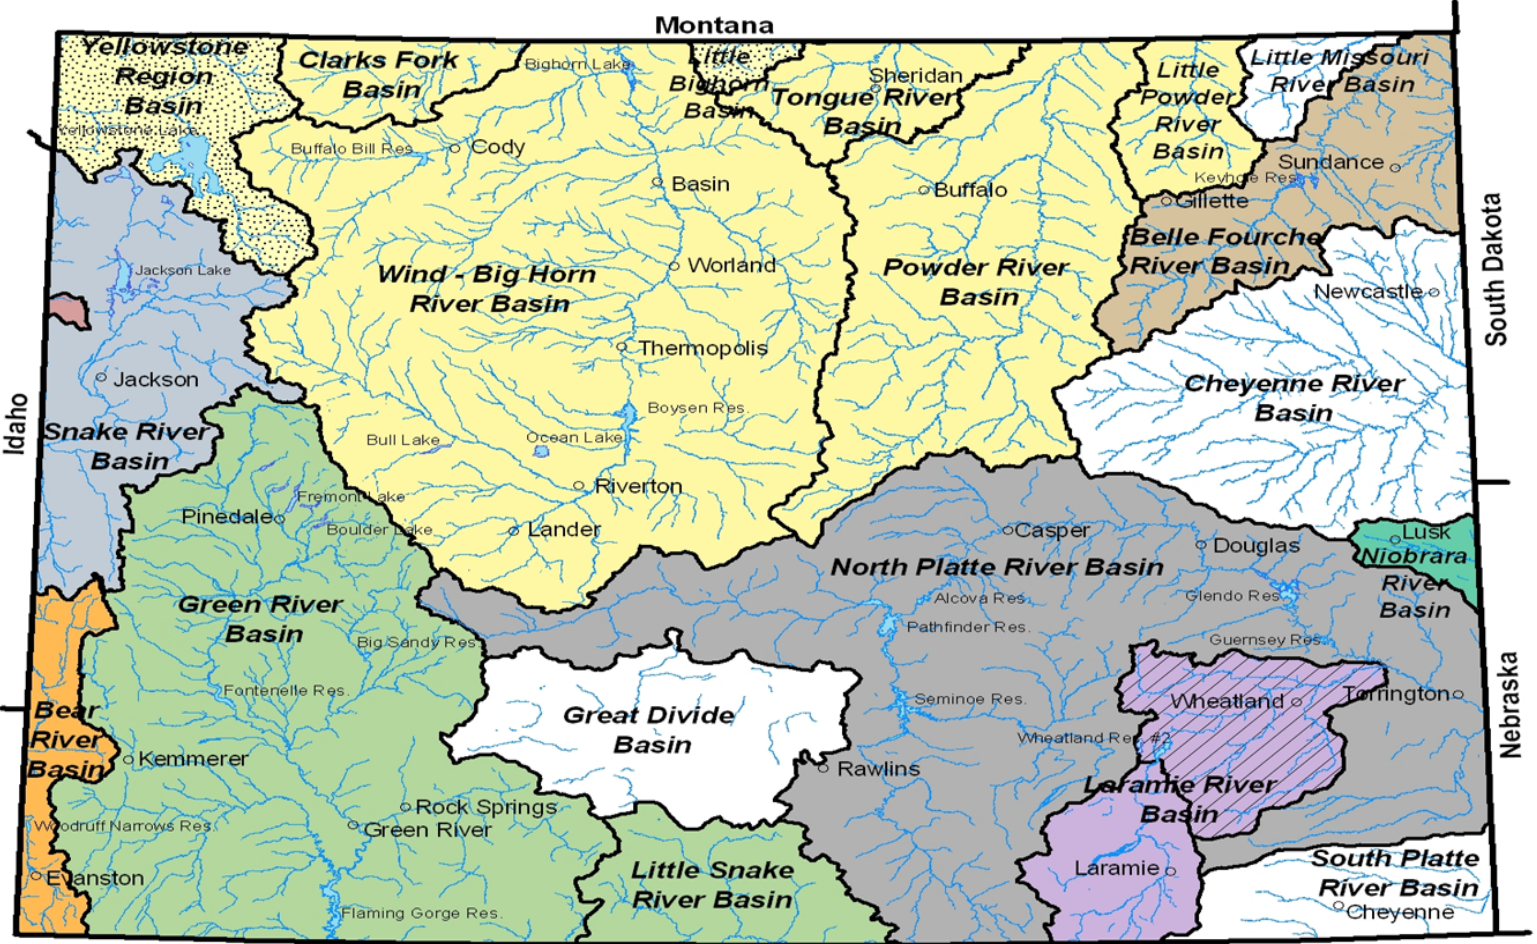 Montana
Yellowstone
Region
Basin
Clarks Fork
Basin
Bighorn Lake
Little
Bighorn
Basin
Sheridan
Tongue River
Basin
Little
Powder
River
Basin
Little Missouri
River Basin
Yellowstone Lake
Buffalo Bill Res.
Cody
Basin
Buffalo
Sundance
Keyhole Res.
Gillette
Belle Fourche
River Basin
South Dakota
Jackson Lake
Wind - Big Horn
River Basin
Worland
Powder River
Basin
Newcastle
Thermopolis
Jackson
Cheyenne River
Basin
Idaho
Snake River
Basin
Boysen Res.
Bull Lake
Ocean Lake
Riverton
Fremont Lake
Pinedale
Boulder Lake
Lander
Casper
Douglas
Lusk
Niobrara
River
Basin
North Platte River Basin
Green River
Basin
Alcova Res.
Glendo Res.
Pathfinder Res.
Big Sandy Res.
Guernsey Res.
Nebraska
Fontenelle Res.
Seminoe Res.
Wheatland
Torrington
Bear
River
Basin
Great Divide
Basin
Wheatland Res. #2
Kemmerer
Rawlins
Laramie River
Basin
Rock Springs
Green River
Woodruff Narrows Res.
Little Snake
River Basin
Laramie
South Platte
River Basin
Evanston
Flaming Gorge Res.
Cheyenne